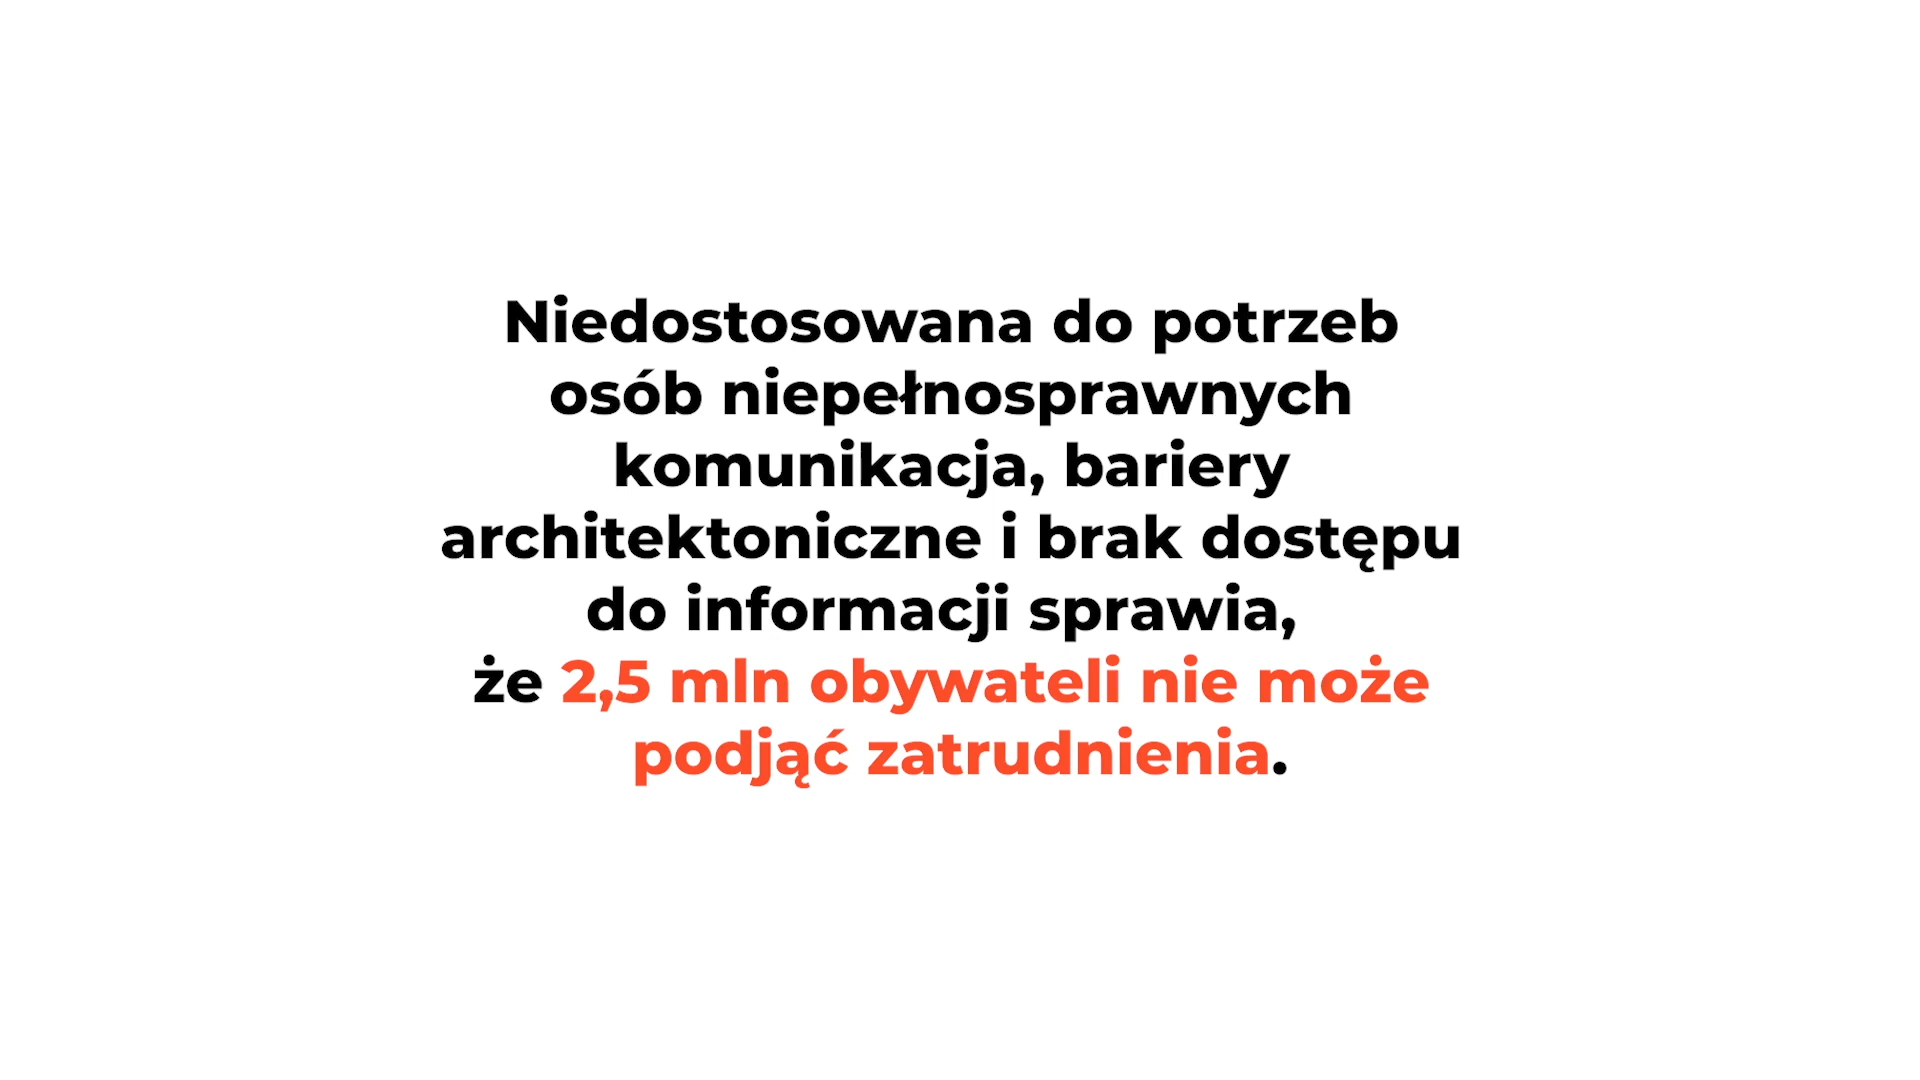 Niedostosowana do potrzeb
osób niepełnosprawnych
komunikacja, bariery
architektoniczne i brak dostępu
do informacji sprawia,
że 2,5 mln obywateli nie może
podjąć zatrudnienia.